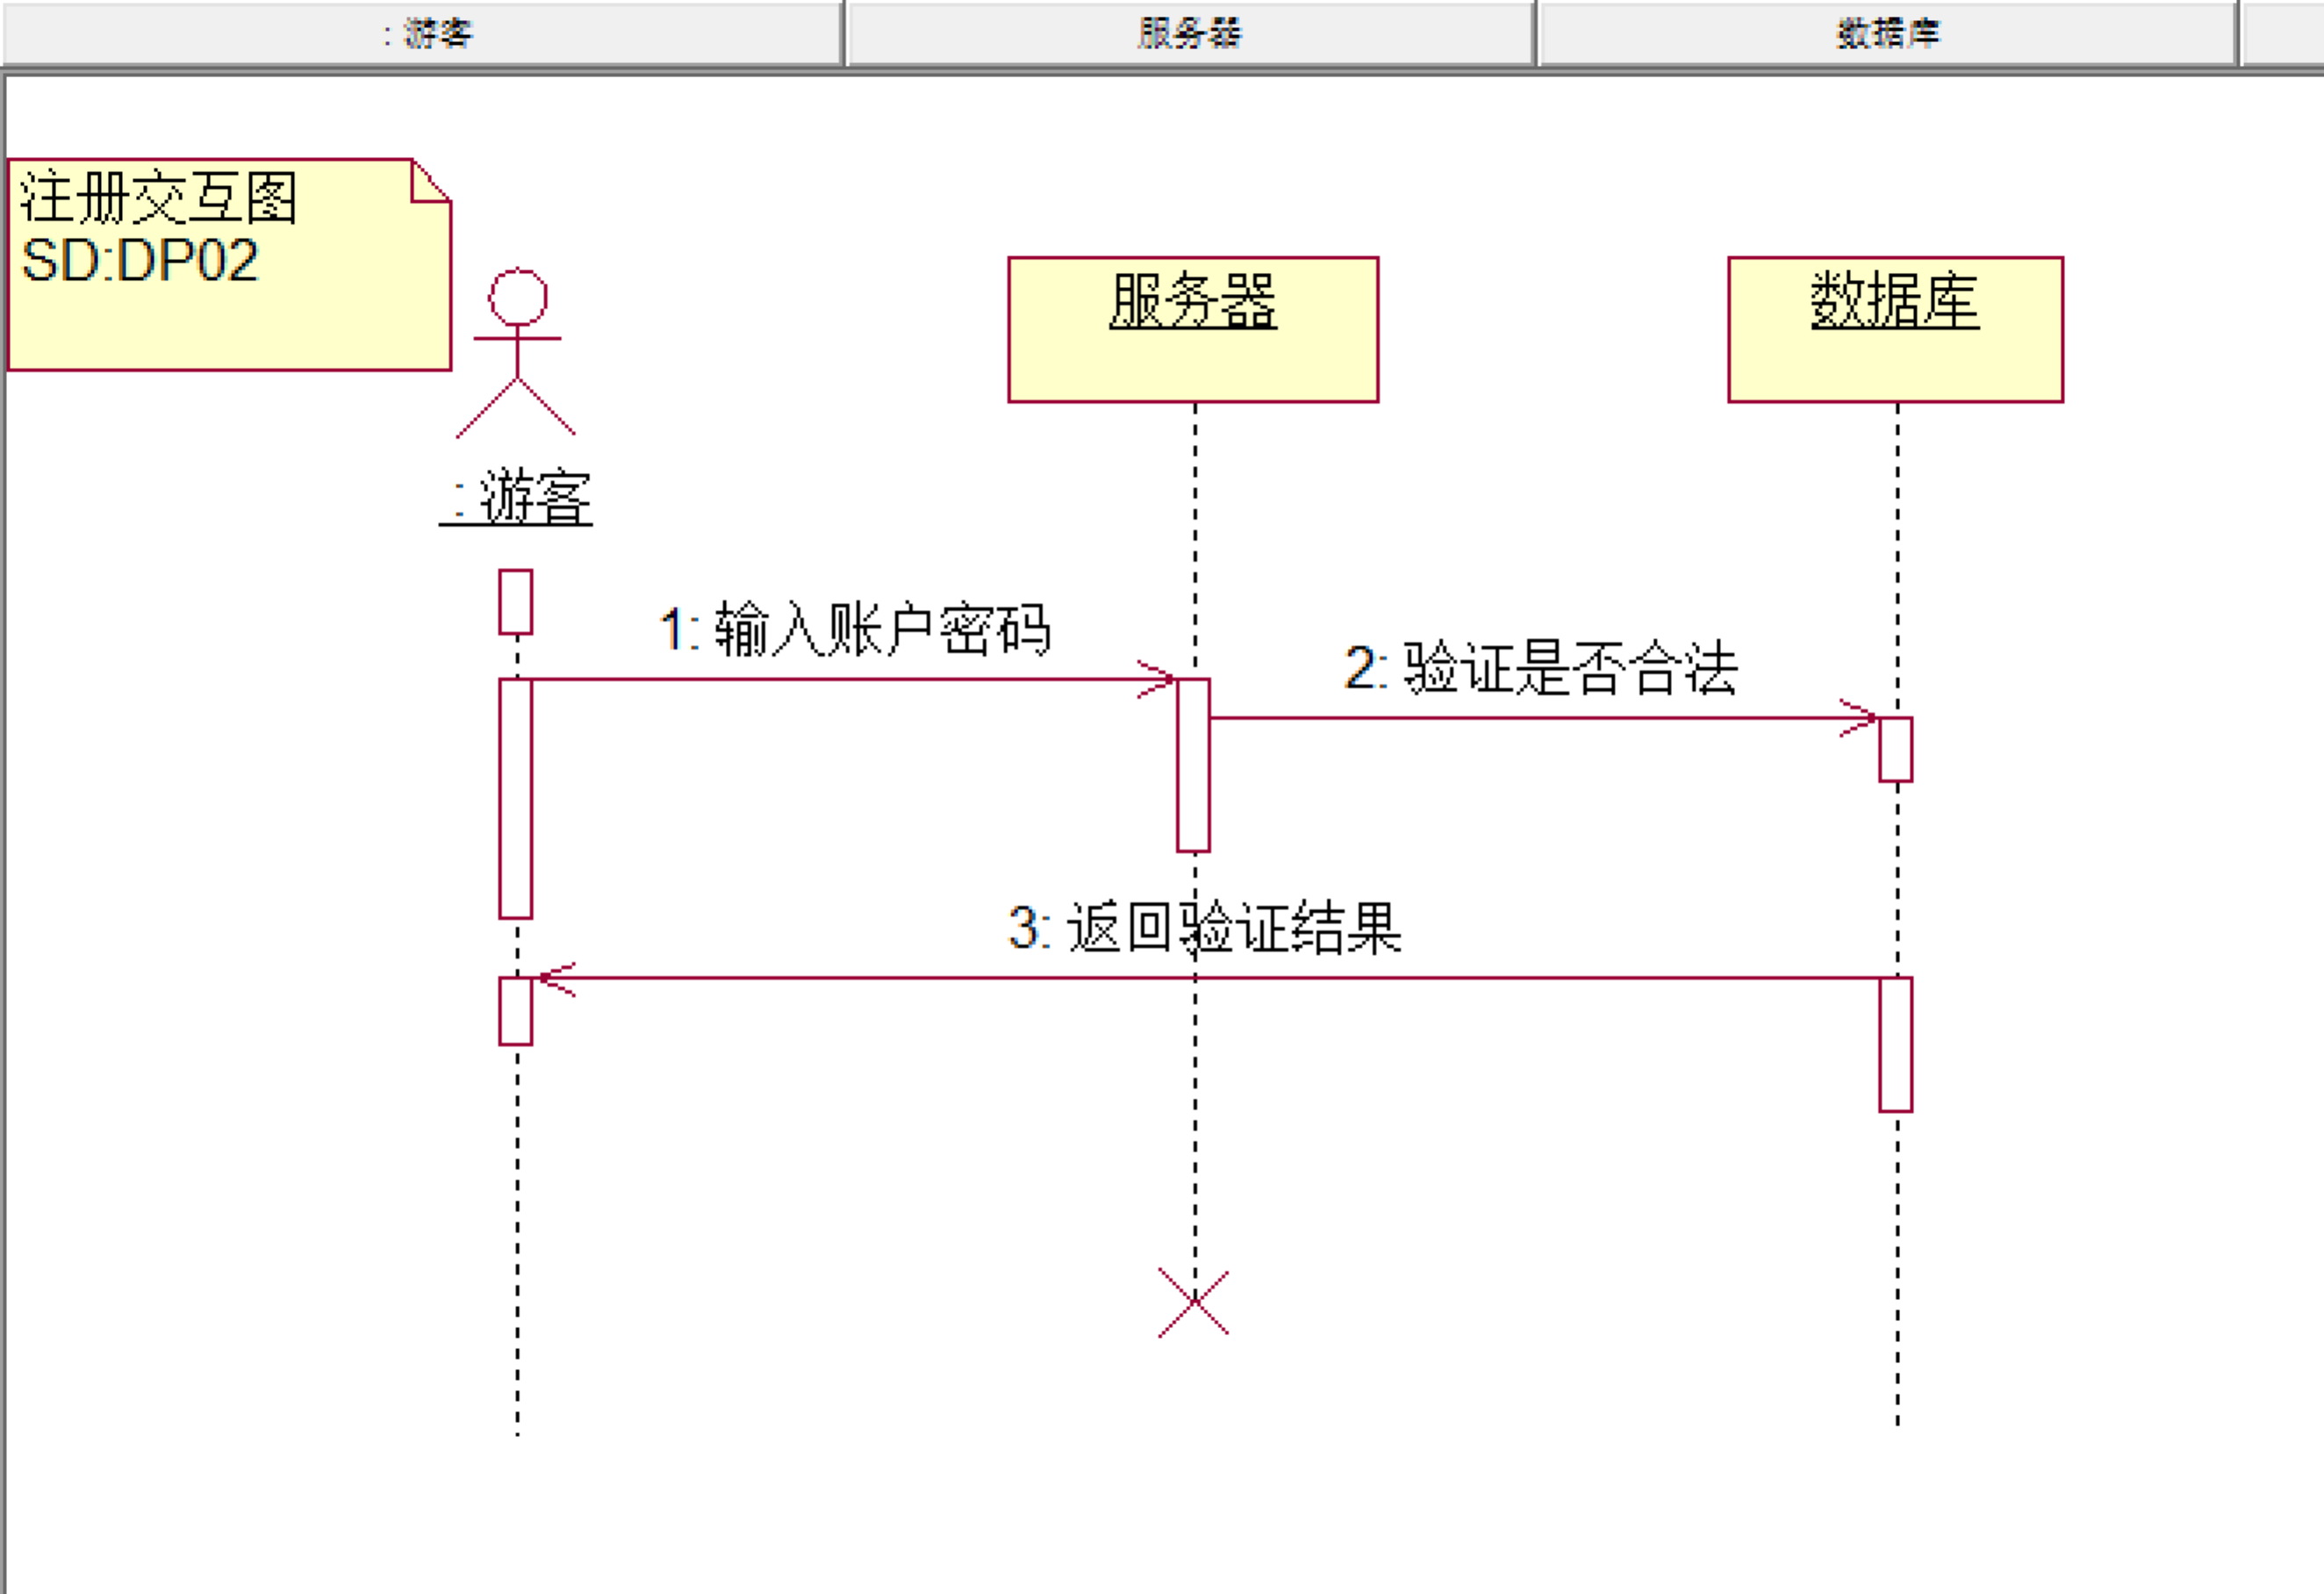 : 游客
服务器
数据库
注册交互图
SD:DP02
服务器
数据库
: 游客
1: 输入账户密码
2: 验证是否合法
3: 返回验证结果